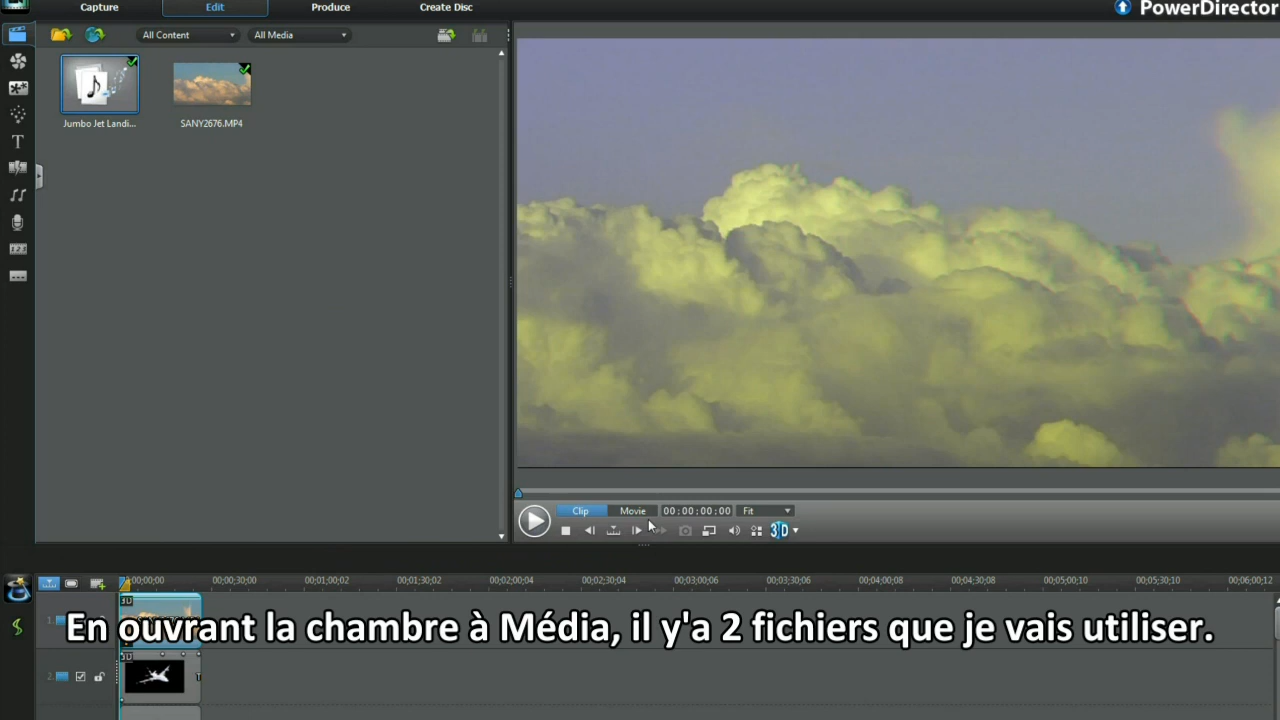 Capture Edit Produce Create Disc PowerDirector
All Content All Media
Jumbo Jet Landi... SANY2676.MP4
T
Clip Movie 00:00:00:00 Fit
3D
00;00;00 00;00;30;00 00;01;00;02 00;01;30;02 00;02;00;04 00;02;30;04 00;03;00;06 00;03;30;06 00;04;00;08 00;04;30;08 00;05;00;10 00;05;30;10 00;06;00;12
3D
1.
En ouvrant la chambre à Média, il y'a 2 fichiers que je vais utiliser.
3D
2.